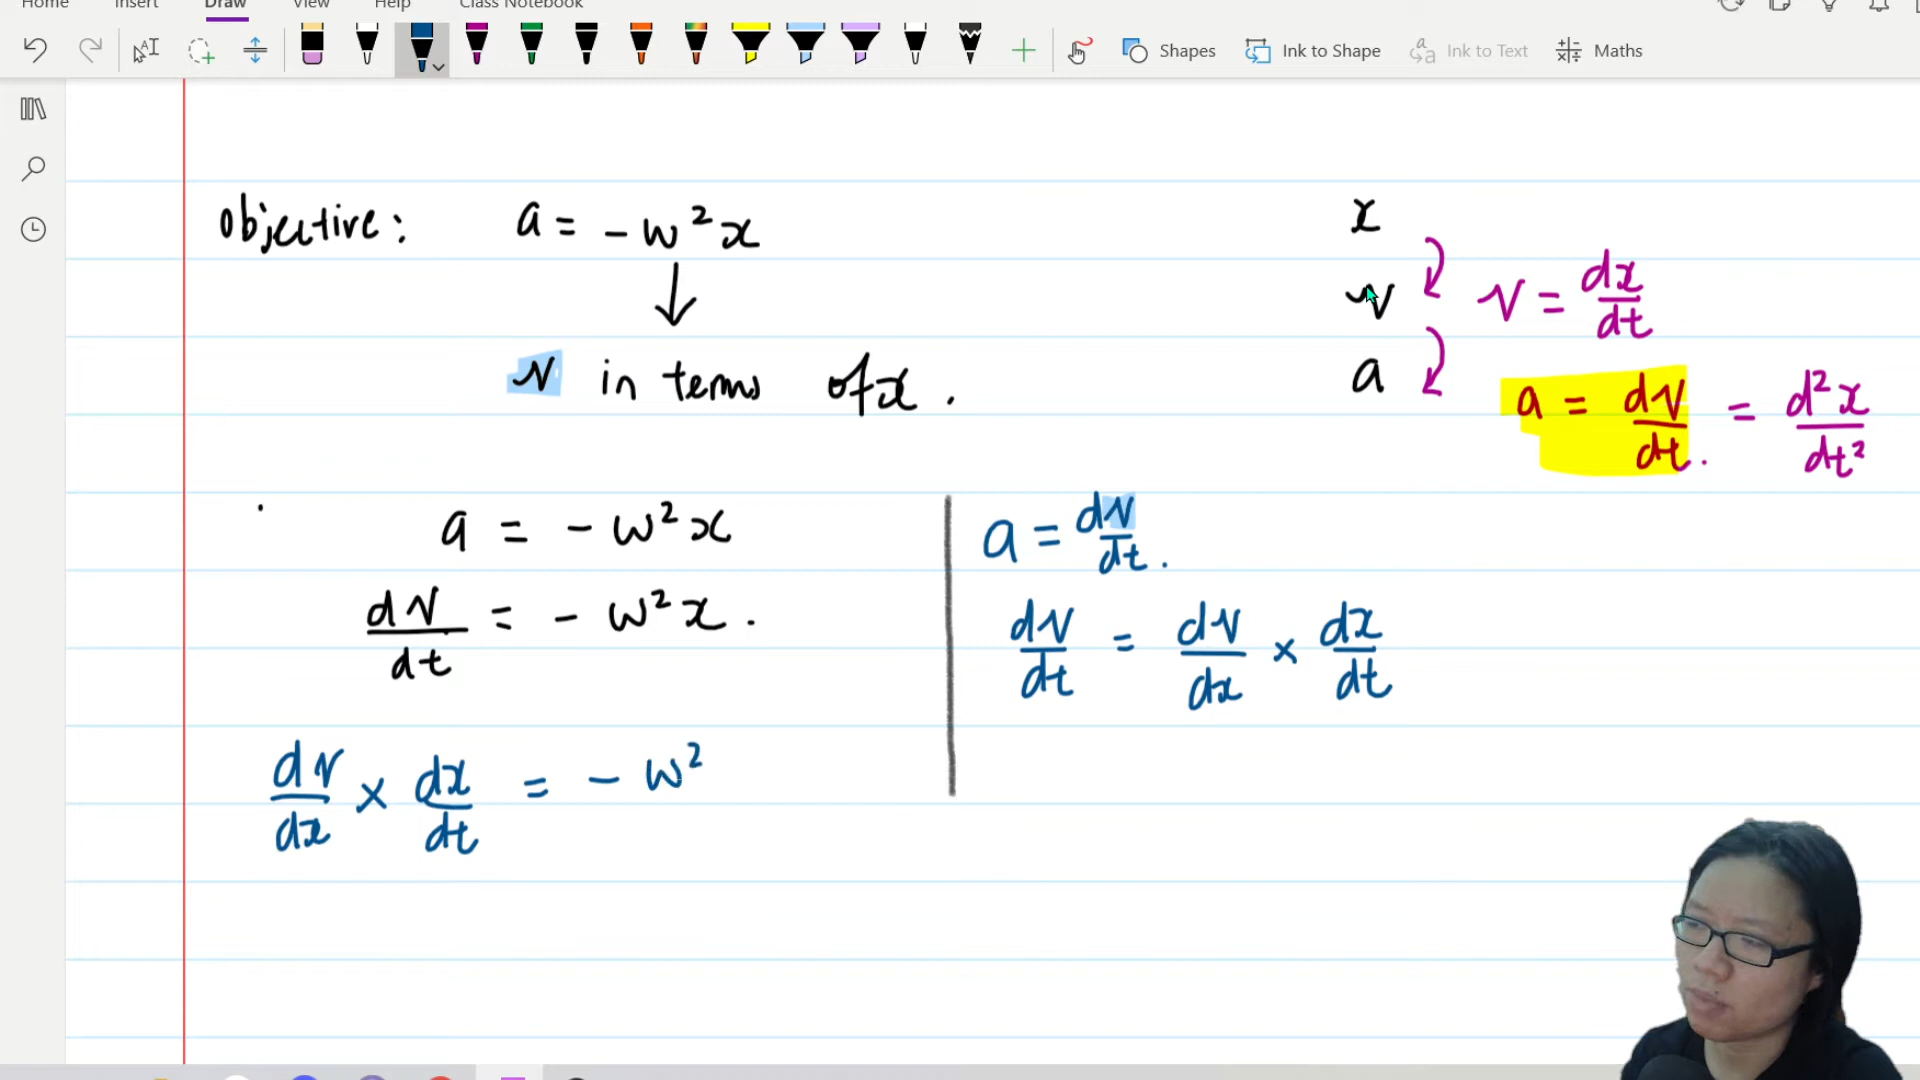 Home Insert Draw View Help Class Notebook
Shapes Ink to Shape Ink to Text Maths
objective: a = - w²x
x
v
v = dx/dt
v in terms of x .
a
a = dv/dt . = d²x/dt²
a = - w²x
a = dv/dt .
dv/dt = - w²x .
dv/dt = dv/dx × dx/dt
dv/dx × dx/dt = - w²